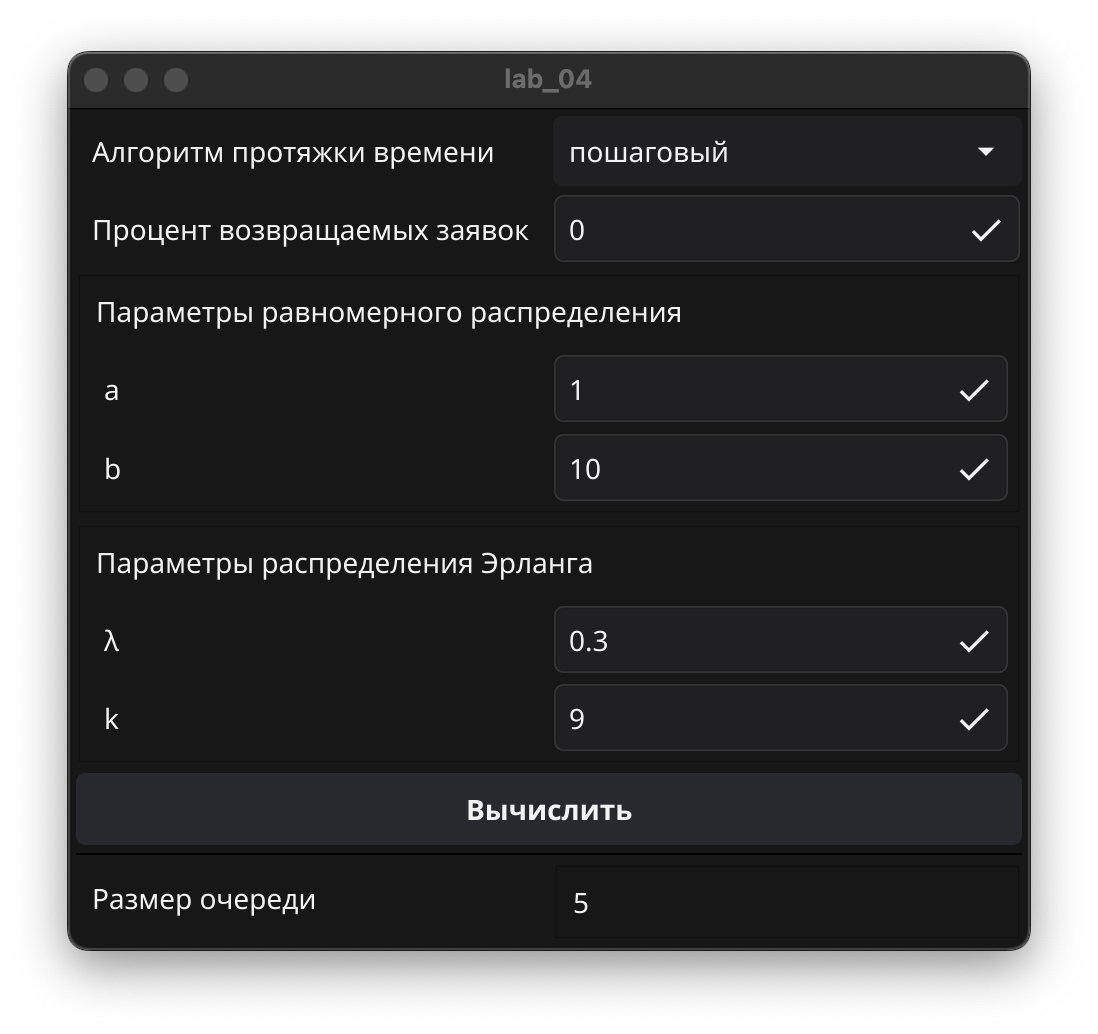 lab_04
Алгоритм протяжки времени пошаговый
Процент возвращаемых заявок 0
Параметры равномерного распределения
a 1
b 10
Параметры распределения Эрланга
λ 0.3
k 9
Вычислить
Размер очереди 5